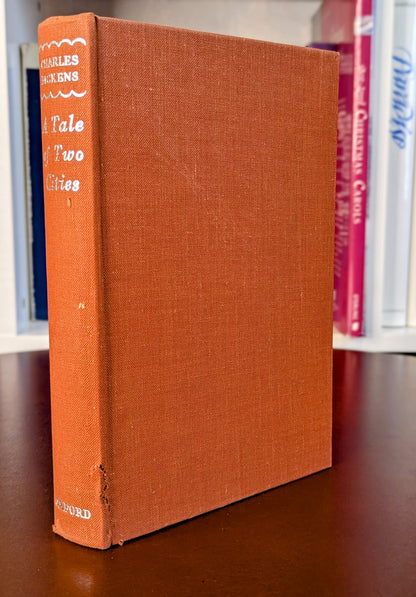 CHARLES
DICKENS
A Tale
of Two
Cities
OXFORD
CHRISTMAS CAROLS